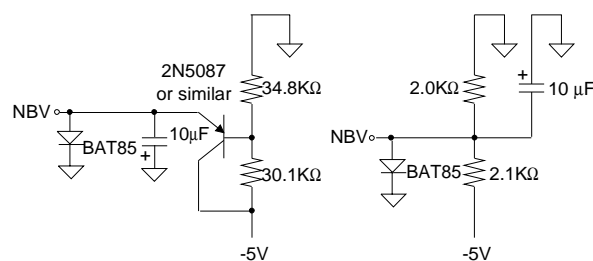 2N5087
or similar
34.8KΩ
NBV
BAT85
10μF
+
30.1KΩ
-5V
2.0KΩ
+
10 μF
NBV
BAT85
2.1KΩ
-5V